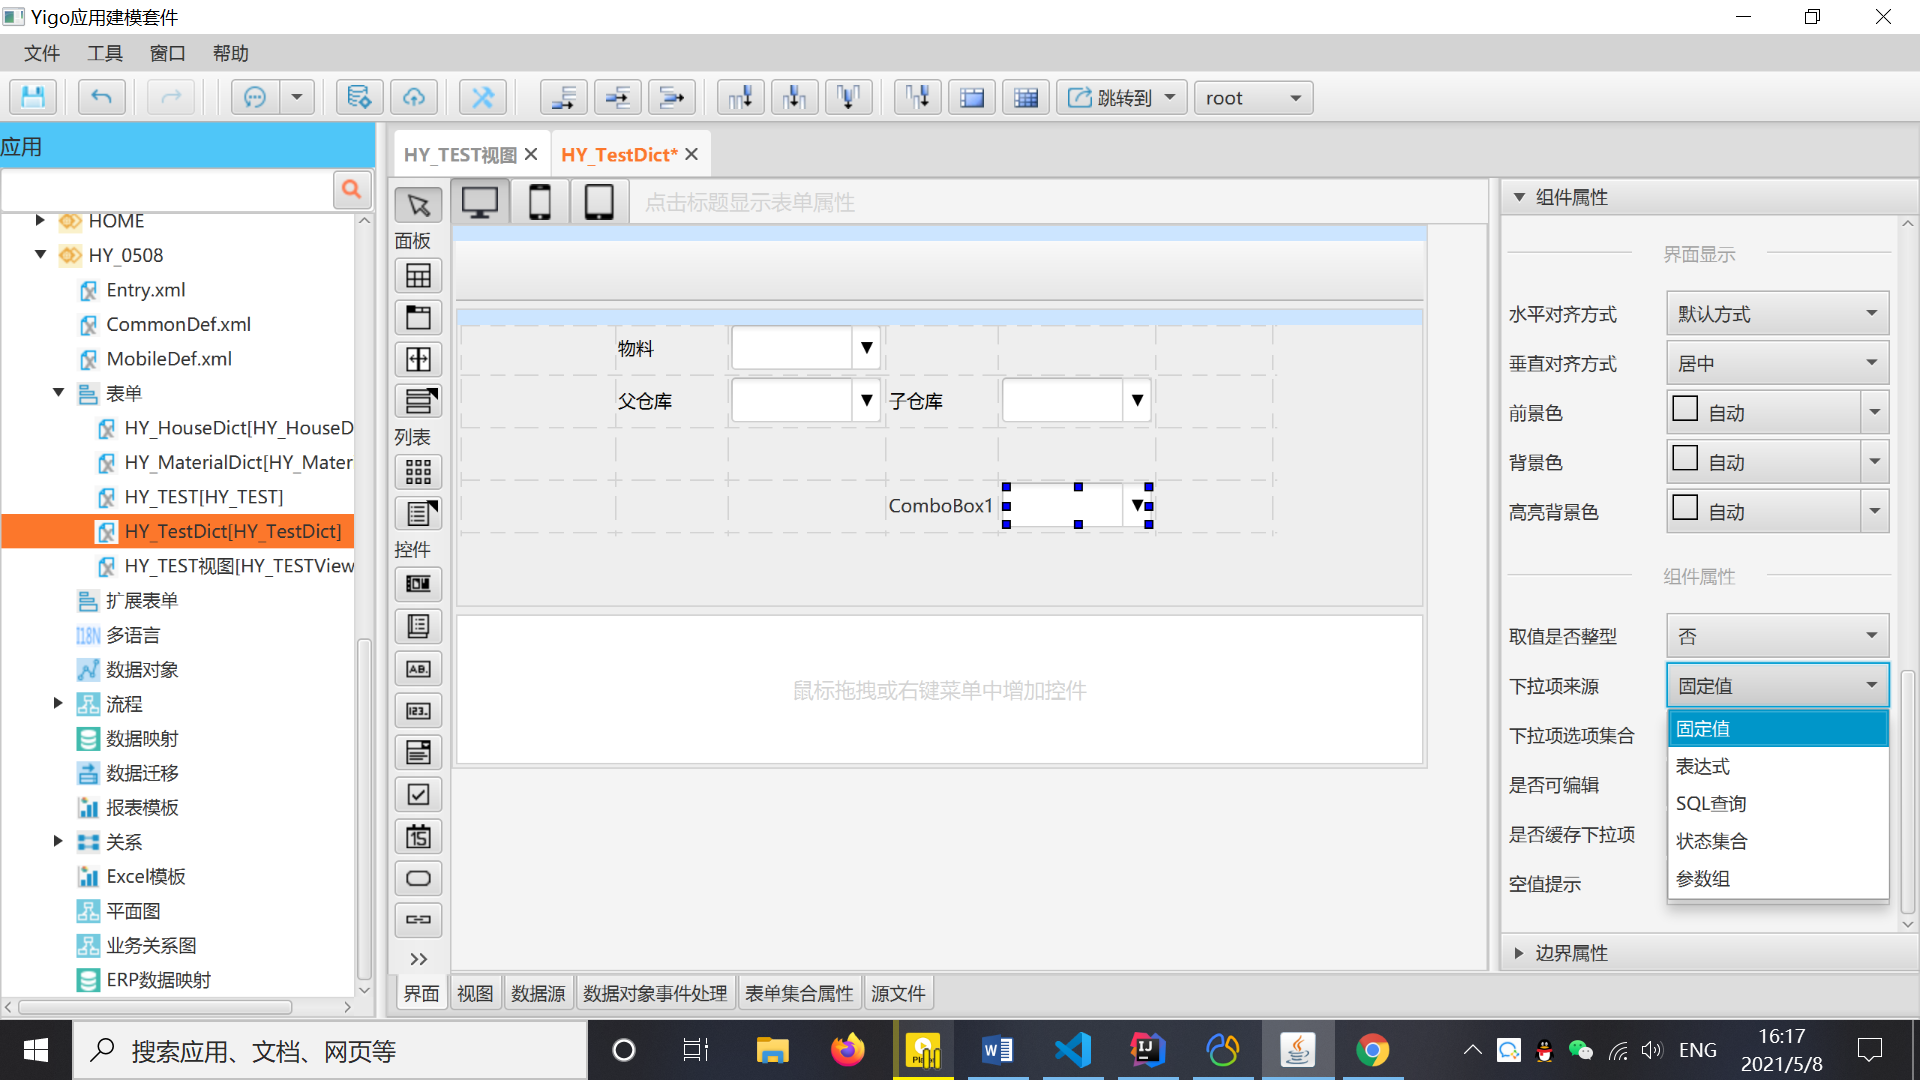 Yigo应用建模套件
文件 工具 窗口 帮助
跳转到 root
应用
HY_TEST视图 HY_TestDict*
点击标题显示表单属性
HOME
HY_0508
Entry.xml
CommonDef.xml
MobileDef.xml
表单
HY_HouseDict[HY_HouseD
HY_MaterialDict[HY_Mater
HY_TEST[HY_TEST]
HY_TestDict[HY_TestDict]
HY_TEST视图[HY_TESTView
扩展表单
I18N 多语言
数据对象
流程
数据映射
数据迁移
报表模板
关系
Excel模板
平面图
业务关系图
ERP数据映射
面板
列表
控件
AB.
123.
15
物料
父仓库 子仓库
ComboBox1
鼠标拖拽或右键菜单中增加控件
界面 视图 数据源 数据对象事件处理 表单集合属性 源文件
组件属性
界面显示
水平对齐方式 默认方式
垂直对齐方式 居中
前景色 自动
背景色 自动
高亮背景色 自动
组件属性
取值是否整型 否
下拉项来源 固定值
下拉项选项集合
是否可编辑
是否缓存下拉项
空值提示
固定值
表达式
SQL查询
状态集合
参数组
边界属性
搜索应用、文档、网页等
ENG
16:17
2021/5/8